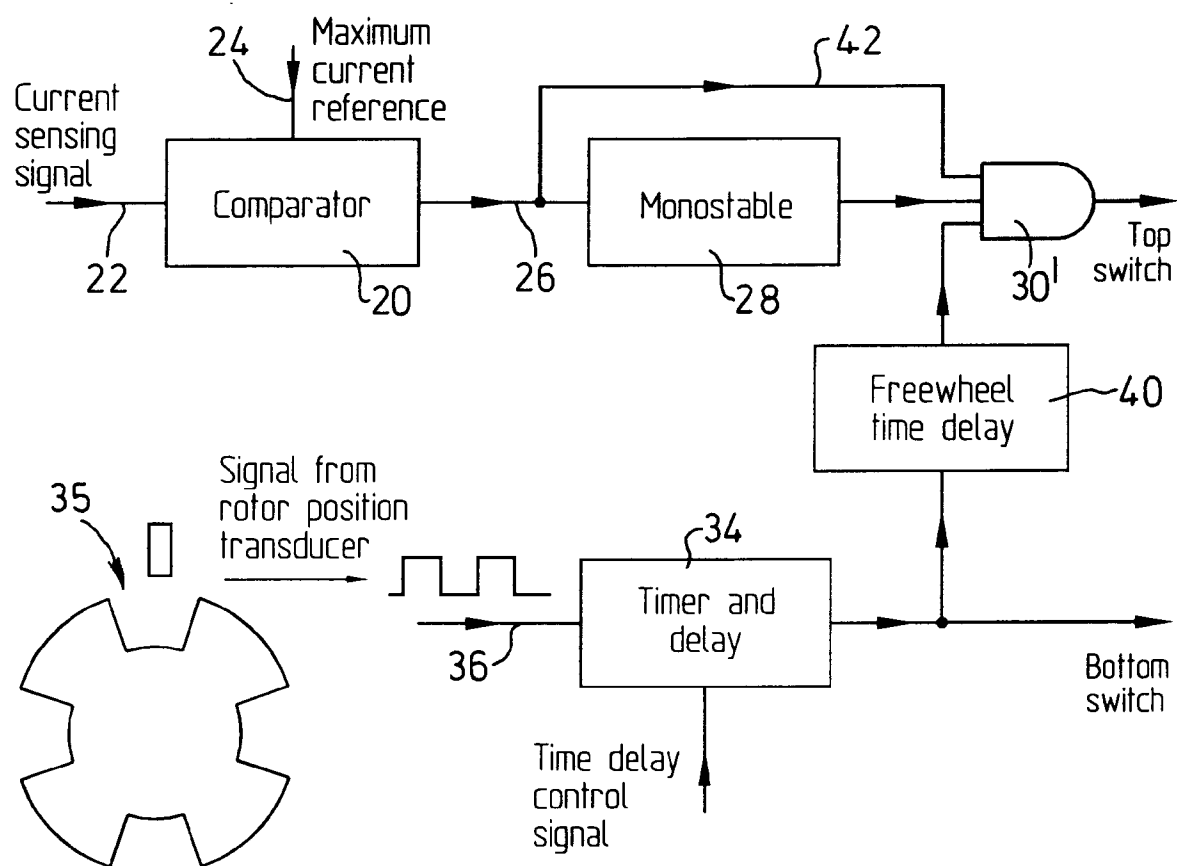 24
Maximum
current
reference
42
Current
sensing
signal
Comparator
Monostable
22
20
26
28
30'
Top
switch
Freewheel
time delay
40
35
Signal from
rotor position
transducer
34
Timer and
delay
36
Bottom
switch
Time delay
control
signal